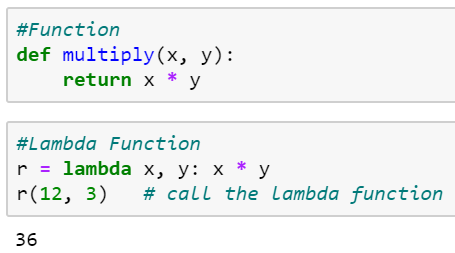 #Function
def multiply(x, y):
    return x * y
#Lambda Function
r = lambda x, y: x * y
r(12, 3)   # call the lambda function
36